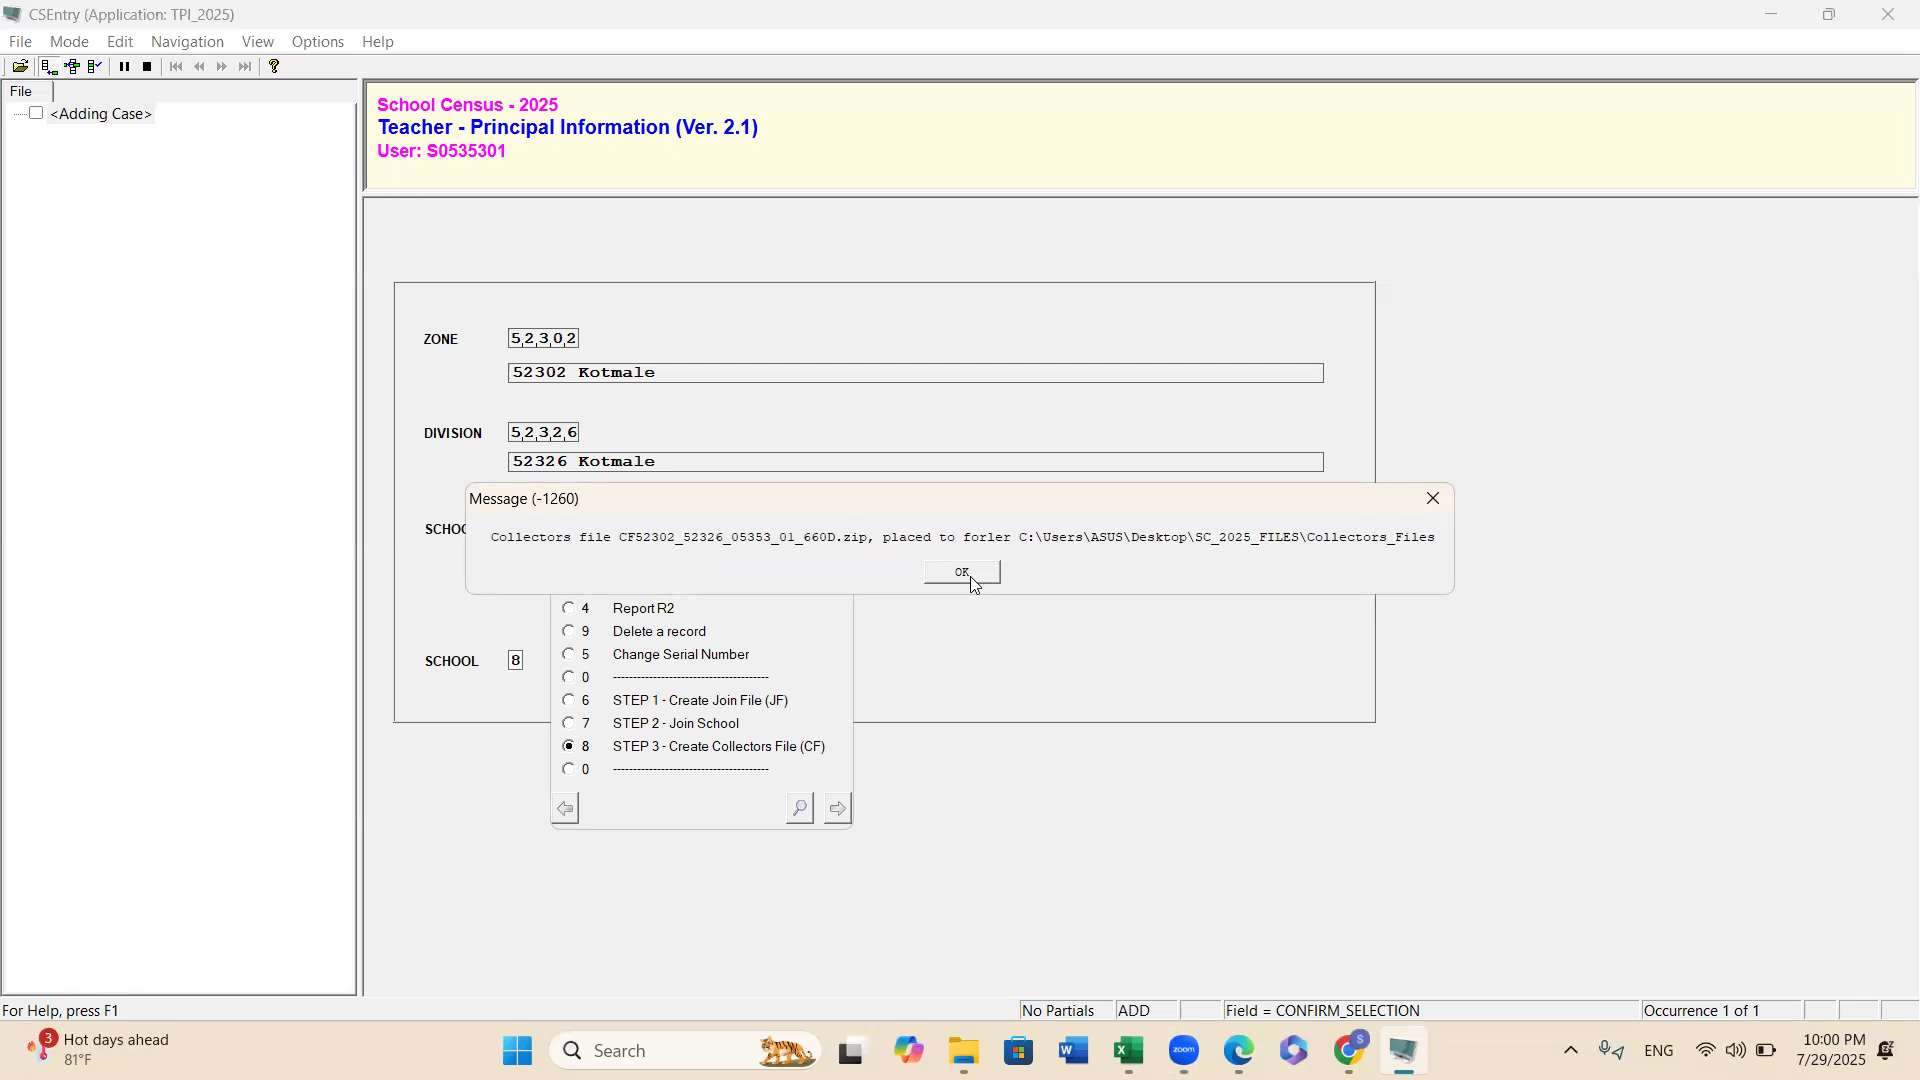 CSEntry (Application: TPI_2025)
File Mode Edit Navigation View Options Help
File
<Adding Case>
School Census - 2025
Teacher - Principal Information (Ver. 2.1)
User: S0535301
ZONE 5,2,3,0,2
52302 Kotmale
DIVISION 5,2,3,2,6
52326 Kotmale
Message (-1260)
SCHOO
Collectors file CF52302_52326_05353_01_660D.zip, placed to forler C:\Users\ASUS\Desktop\SC_2025_FILES\Collectors_Files
OK
4 Report R2
9 Delete a record
5 Change Serial Number
SCHOOL 8
0 ---------------------------------------
6 STEP 1 - Create Join File (JF)
7 STEP 2 - Join School
8 STEP 3 - Create Collectors File (CF)
0 ---------------------------------------
For Help, press F1
No Partials ADD Field = CONFIRM_SELECTION Occurrence 1 of 1
3 Hot days ahead
81°F
Search
zoom
S
ENG
10:00 PM
7/29/2025